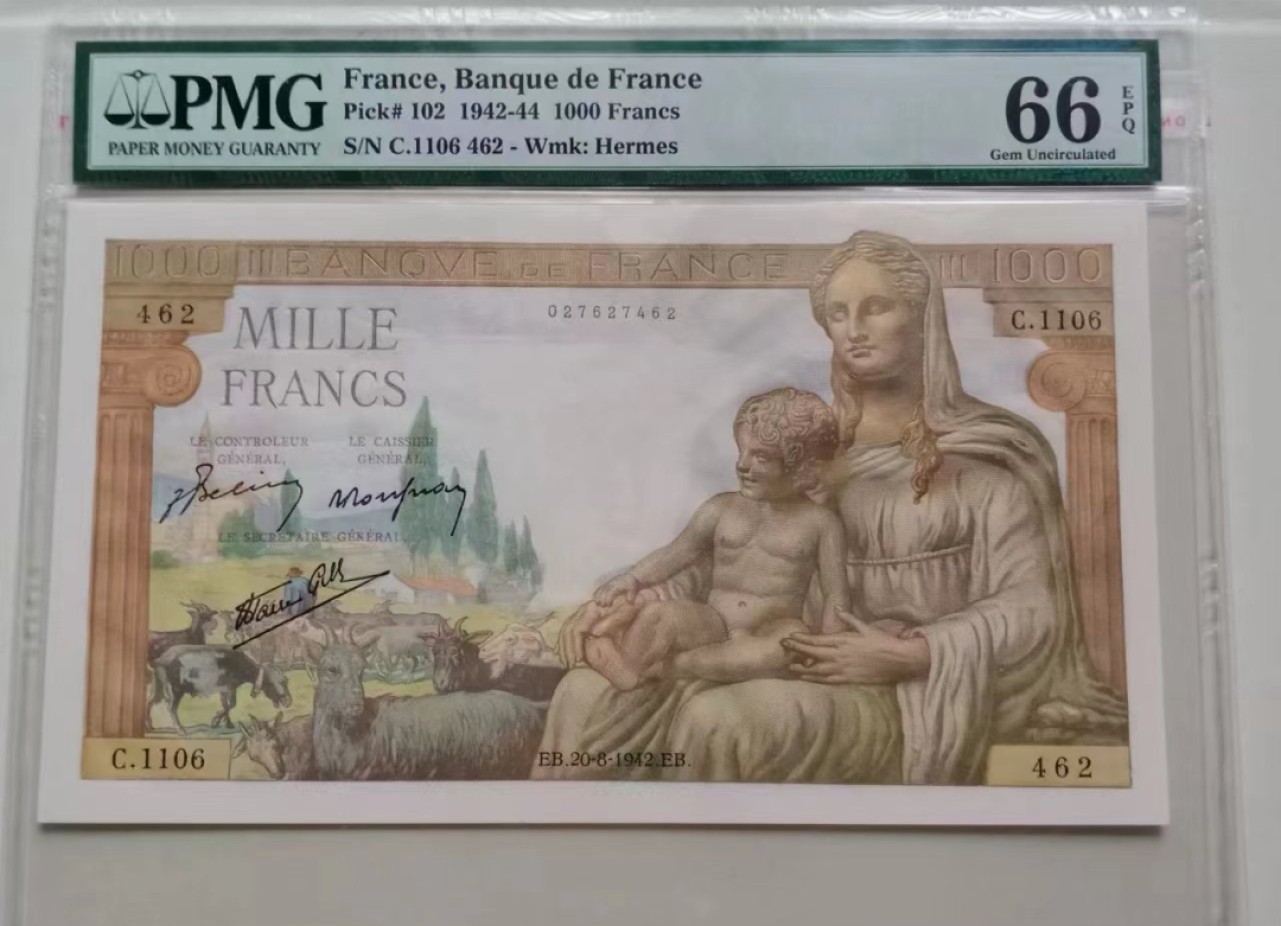 PMG
PAPER MONEY GUARANTY
France, Banque de France
Pick# 102 1942-44 1000 Francs
S/N C.1106 462 - Wmk: Hermes
66
EPQ
Gem Uncirculated
1000 BANQVE DE FRANCE 1000
462
027627462
C.1106
MILLE
FRANCS
LE CONTROLEUR
GÉNÉRAL,
LE CAISSIER
GÉNÉRAL,
LE SECRÉTAIRE GÉNÉRAL,
C.1106
EB.20-8-1942.EB.
462